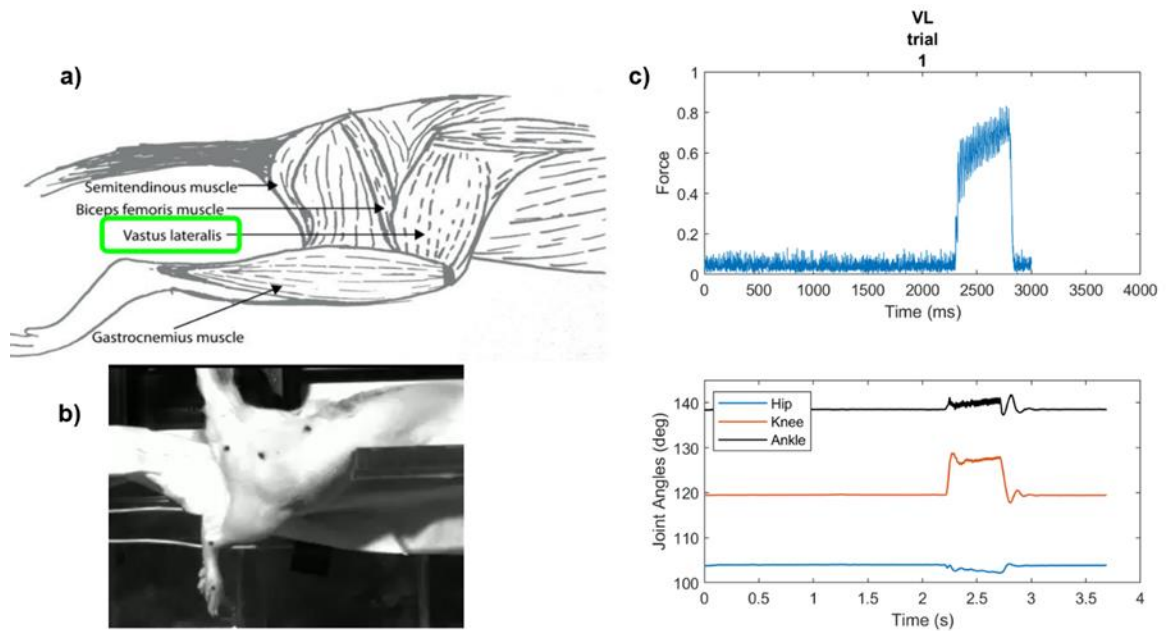 a)
Semitendinous muscle
Biceps femoris muscle
Vastus lateralis
Gastrocnemius muscle
b)
c)
VL
trial
1
1
0.8
0.6
0.4
0.2
0
Force
0 500 1000 1500 2000 2500 3000 3500 4000
Time (ms)
Hip
Knee
Ankle
140
130
120
110
100
Joint Angles (deg)
0 0.5 1 1.5 2 2.5 3 3.5 4
Time (s)